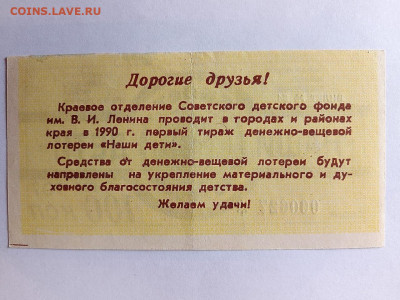 COINS.LAVE.RU
Дорогие друзья!
Краевое отделение Советского детского фонда
им. В. И. Ленина проводит в городах и районах
края в 1990 г. первый тираж денежно-вещевой
лотереи «Наши дети».
Средства от денежно-вещевой лотереи будут
направлены на укрепление материального и ду-
ховного благосостояния детства.
Желаем удачи!